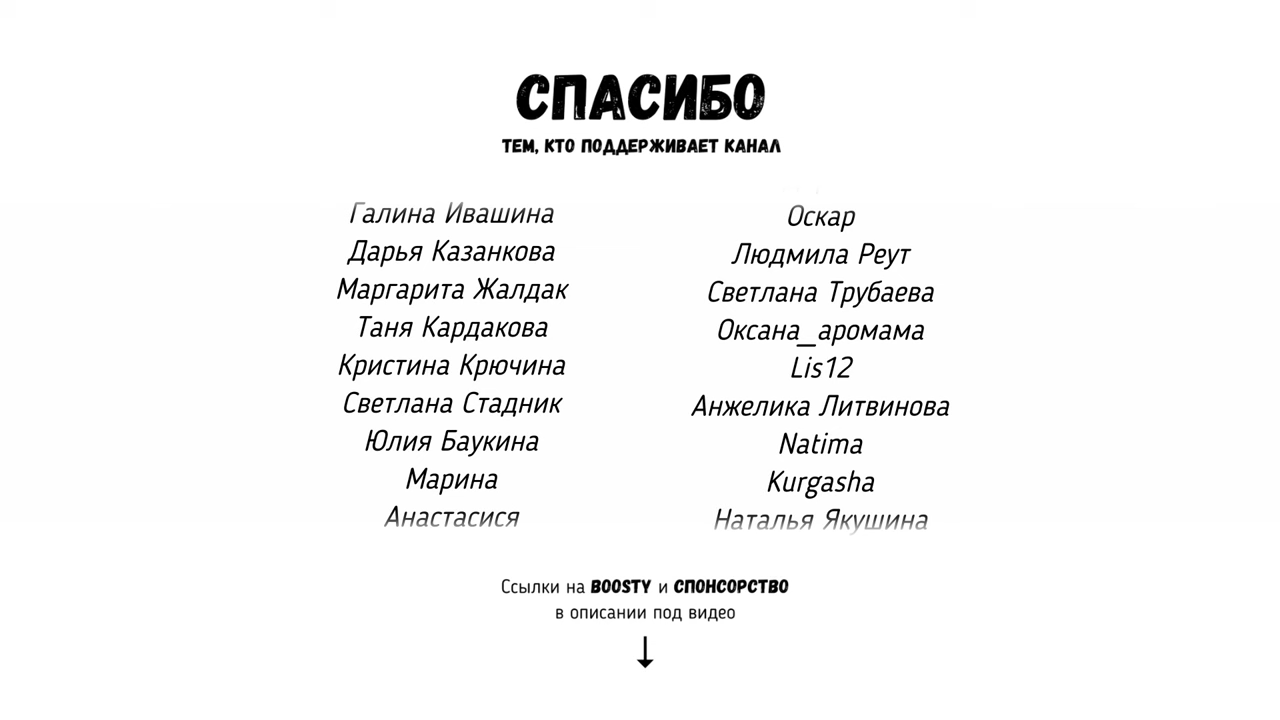 СПАСИБО
ТЕМ, КТО ПОДДЕРЖИВАЕТ КАНАЛ
Галина Ивашина
Дарья Казанкова
Маргарита Жалдак
Таня Кардакова
Кристина Крючина
Светлана Стадник
Юлия Баукина
Марина
Анастасися
Оскар
Людмила Реут
Светлана Трубаева
Оксана_аромама
Lis12
Анжелика Литвинова
Natima
Kurgasha
Наталья Якушина
Ссылки на BOOSTY и СПОНСОРСТВО
в описании под видео